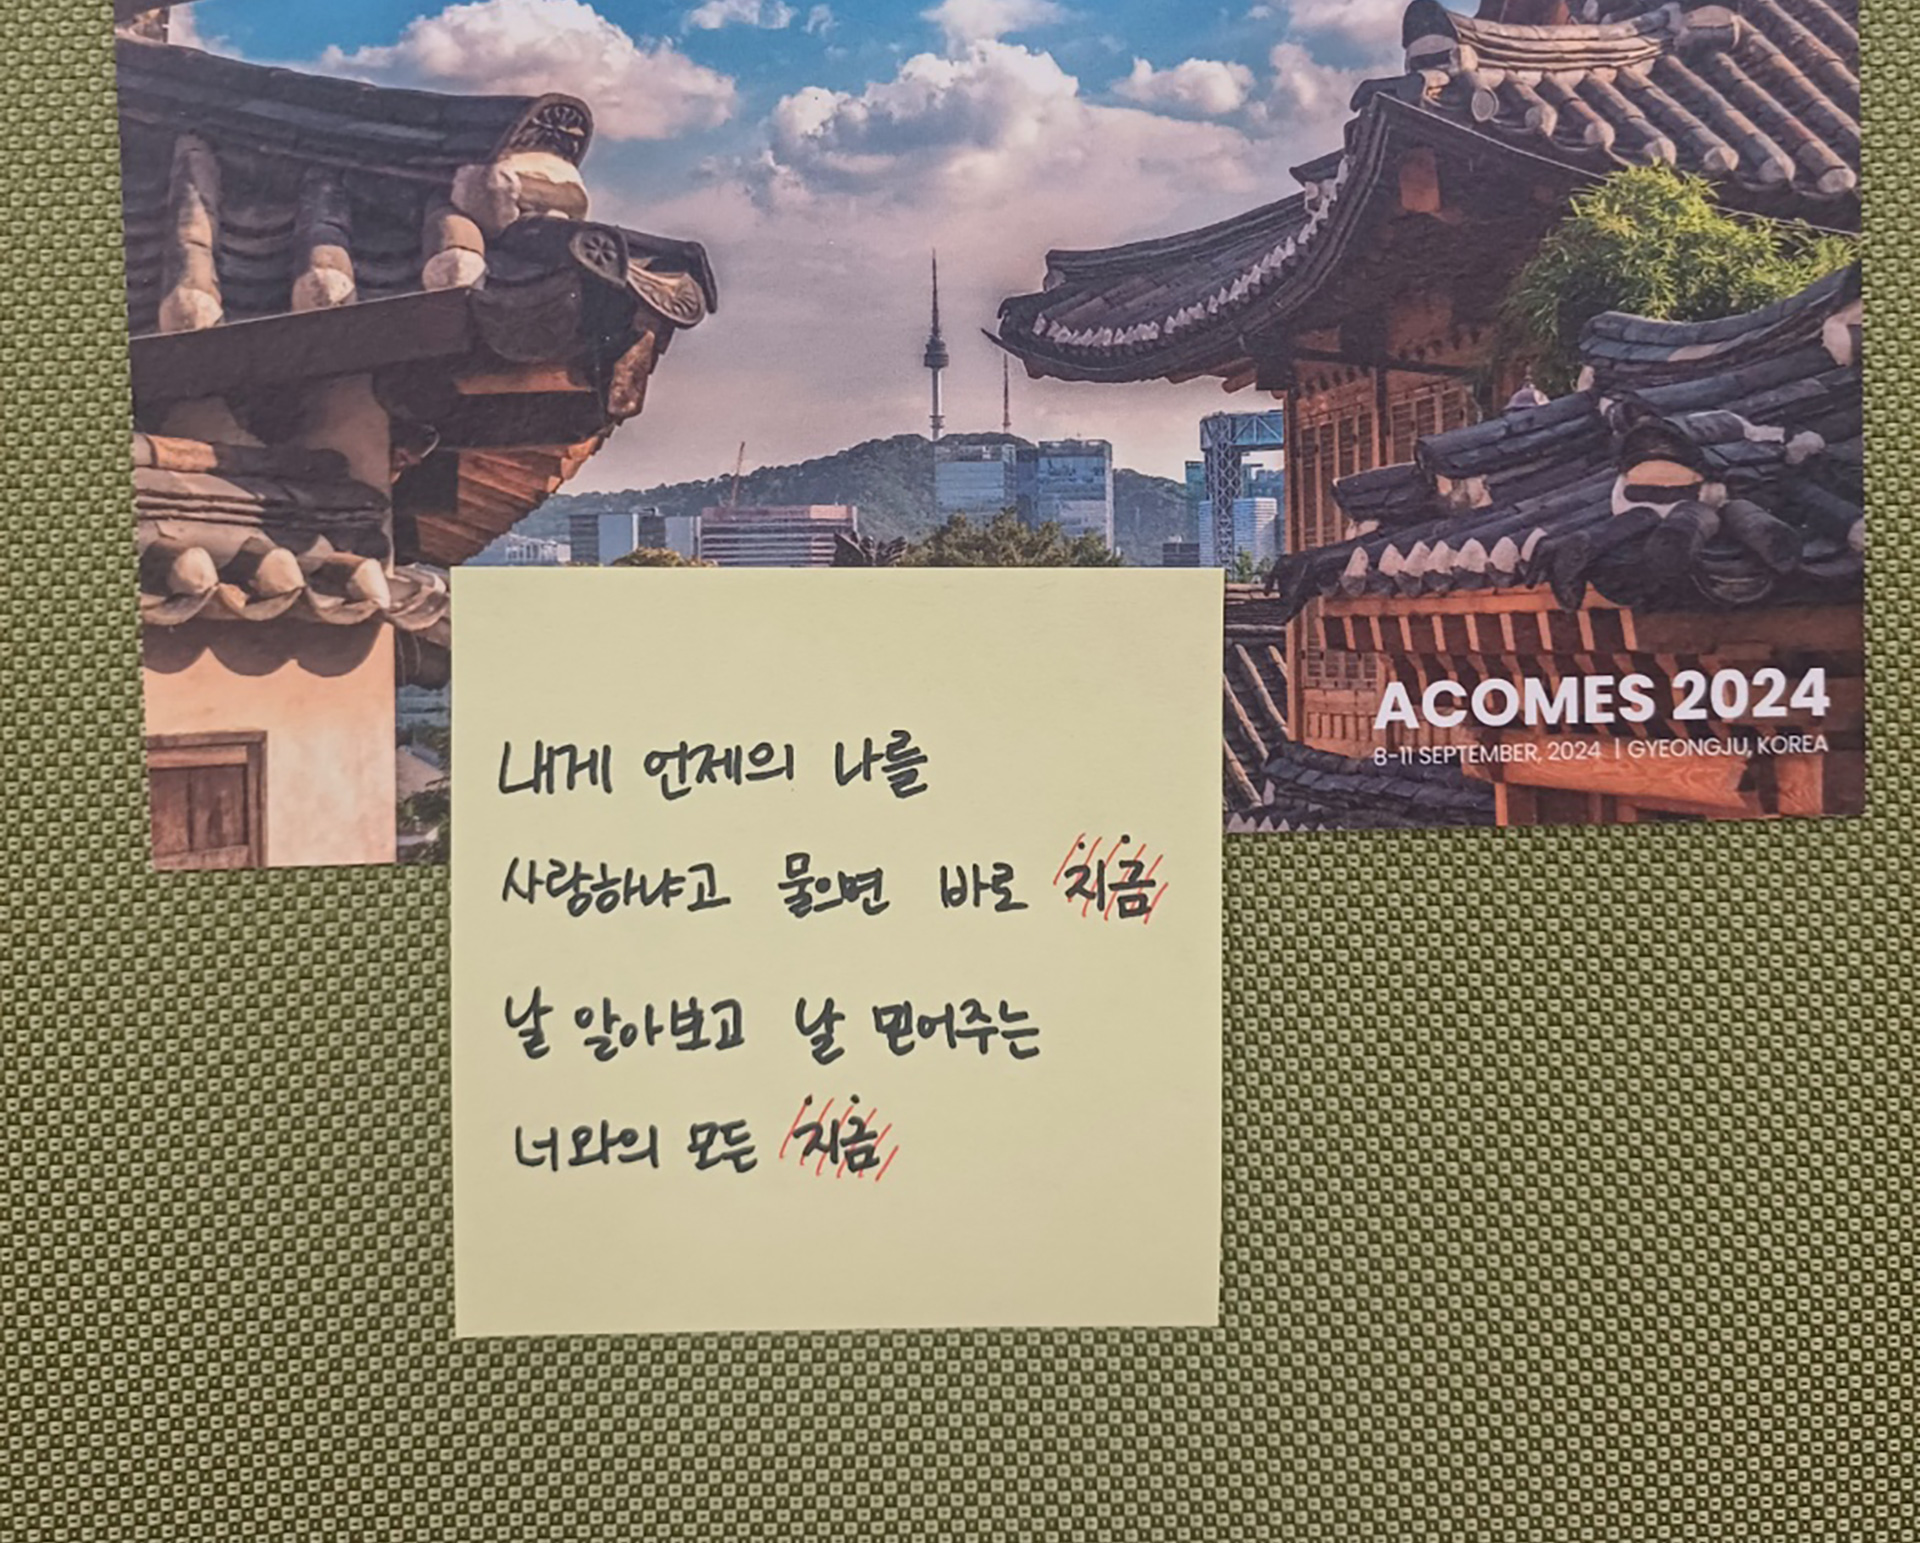 ACOMES 2024
8-11 SEPTEMBER, 2024 | GYEONGJU, KOREA
내게 언제의 나를
사랑하냐고 물으면 바로 지금
날 알아보고 날 믿어주는
너와의 모든 지금